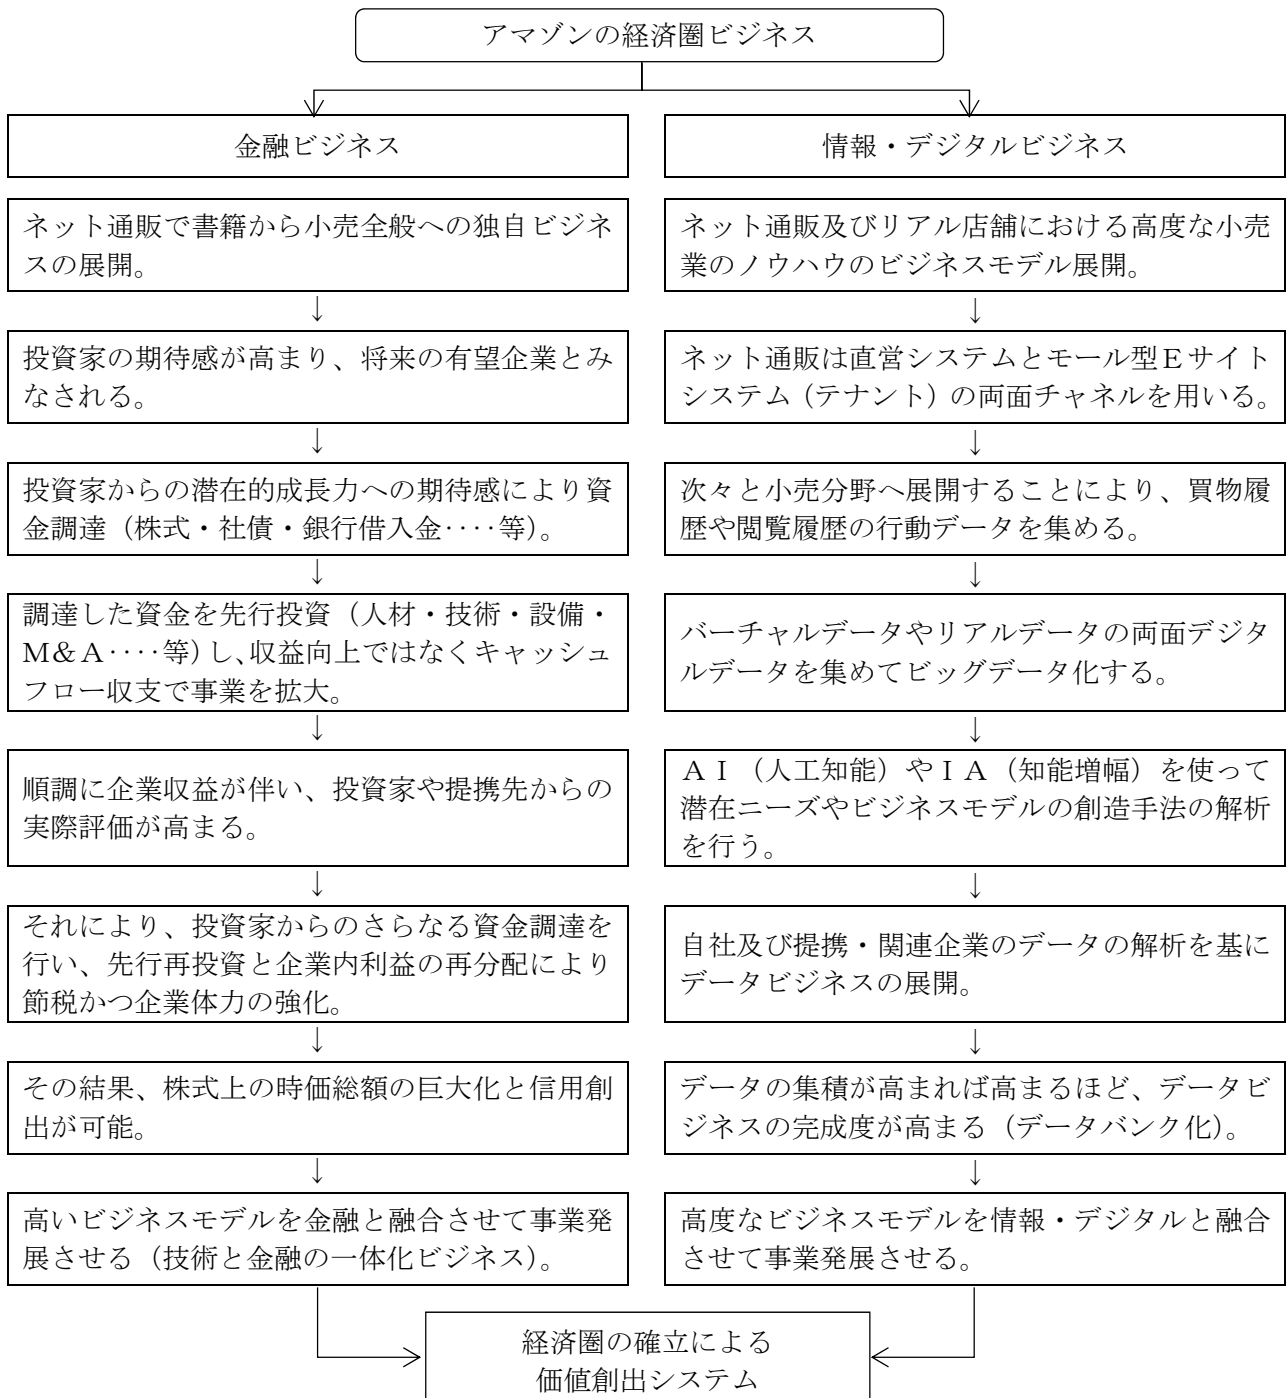 アマゾンの経済圏ビジネス
金融ビジネス
ネット通販で書籍から小売全般への独自ビジネ
スの展開。
↓
投資家の期待感が高まり、将来の有望企業とみ
なされる。
↓
投資家からの潜在的成長力への期待感により資
金調達（株式・社債・銀行借入金‥‥等）。
↓
調達した資金を先行投資（人材・技術・設備・
Ｍ＆Ａ‥‥等）し、収益向上ではなくキャッシュ
フロー収支で事業を拡大。
↓
順調に企業収益が伴い、投資家や提携先からの
実際評価が高まる。
↓
それにより、投資家からのさらなる資金調達を
行い、先行再投資と企業内利益の再分配により
節税かつ企業体力の強化。
↓
その結果、株式上の時価総額の巨大化と信用創
出が可能。
↓
高いビジネスモデルを金融と融合させて事業発
展させる（技術と金融の一体化ビジネス）。
情報・デジタルビジネス
ネット通販及びリアル店舗における高度な小売
業のノウハウのビジネスモデル展開。
↓
ネット通販は直営システムとモール型Ｅサイト
システム（テナント）の両面チャネルを用いる。
↓
次々と小売分野へ展開することにより、買物履
歴や閲覧履歴の行動データを集める。
↓
バーチャルデータやリアルデータの両面デジタ
ルデータを集めてビッグデータ化する。
↓
ＡＩ（人工知能）やＩＡ（知能増幅）を使って
潜在ニーズやビジネスモデルの創造手法の解析
を行う。
↓
自社及び提携・関連企業のデータの解析を基に
データビジネスの展開。
↓
データの集積が高まれば高まるほど、データビ
ジネスの完成度が高まる（データバンク化）。
↓
高度なビジネスモデルを情報・デジタルと融合
させて事業発展させる。
経済圏の確立による
価値創出システム